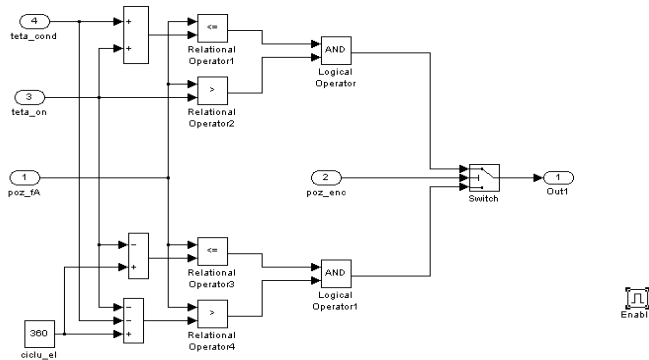 4
teta_cond
+
+
<=
Relational
Operator1
AND
Logical
Operator
3
teta_on
>
Relational
Operator2
1
poz_fA
2
poz_enc
Switch
1
Out1
−
+
<=
Relational
Operator3
AND
Logical
Operator1
−
−
+
>
Relational
Operator4
360
ciclu_el
Enabl